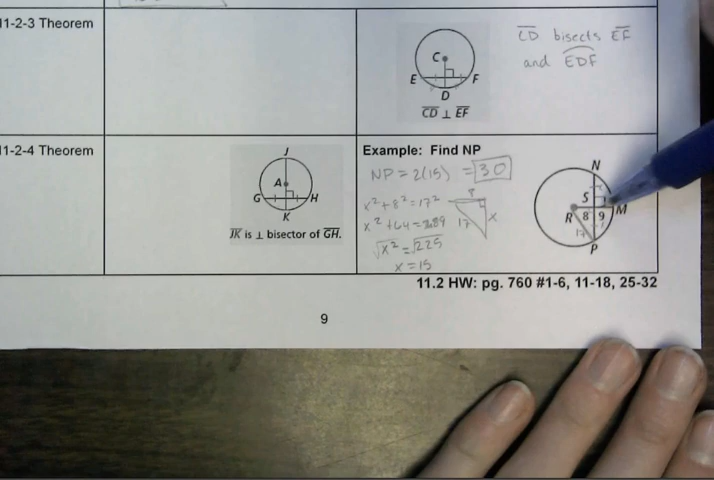 11-2-3 Theorem
C
E
F
D
CD ⊥ EF
CD bisects EF
and EDF
11-2-4 Theorem
J
A
G
H
K
JK is ⊥ bisector of GH.
Example: Find NP
NP = 2(15) = 30
x² + 8² = 17²
x² + 64 = 289
√x² = √225
x = 15
8
17
x
N
S
M
R
8
9
17
P
11.2 HW: pg. 760 #1-6, 11-18, 25-32
9